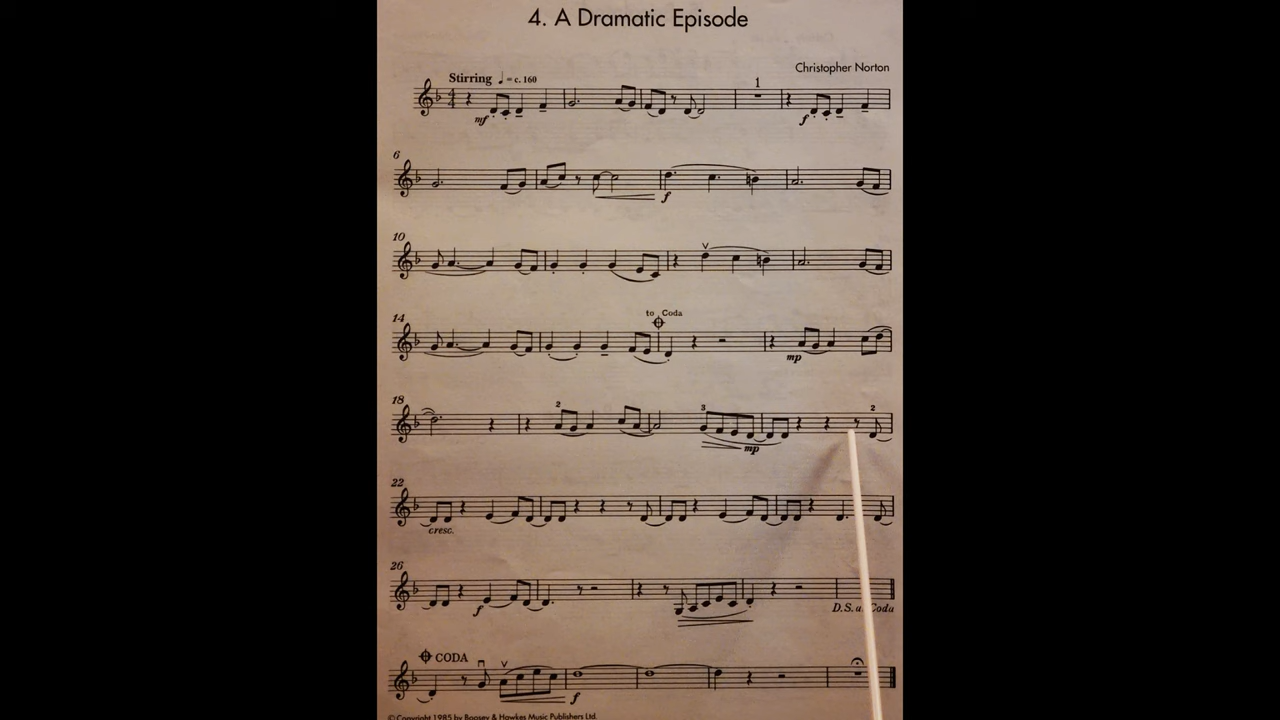 4. A Dramatic Episode
Christopher Norton
Stirring ♩ = c. 160
1
mf
f
6
f
10
V
14
to Coda
mp
18
2
3
2
mp
22
cresc.
26
f
D.S. al Coda
CODA
V
f
© Copyright 1985 by Boosey & Hawkes Music Publishers Ltd.